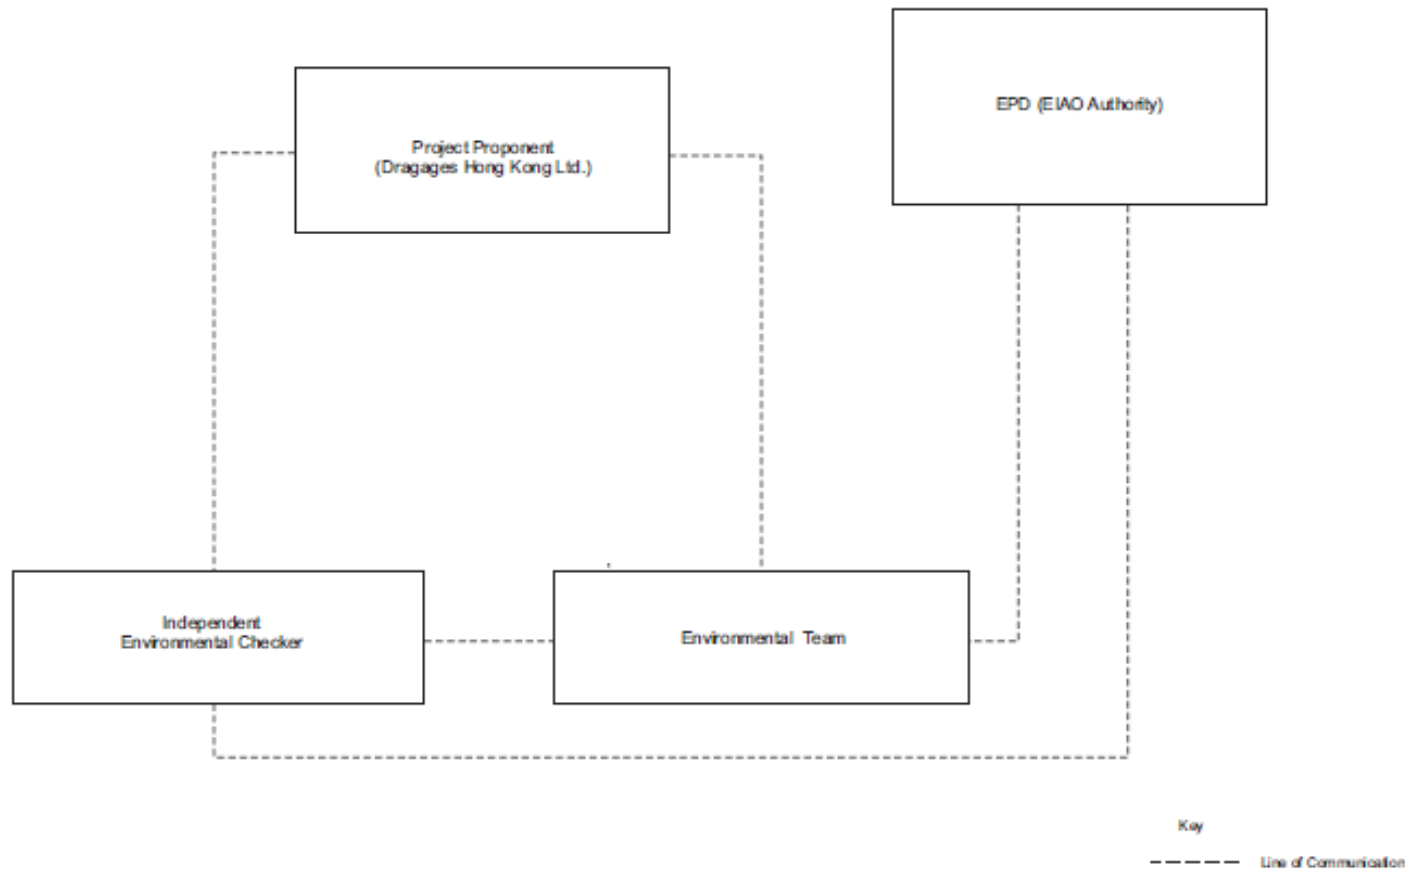 EPD (EIAO Authority)
Project Proponent
(Dragages Hong Kong Ltd.)
Independent
Environmental Checker
Environmental Team
Key
Line of Communication